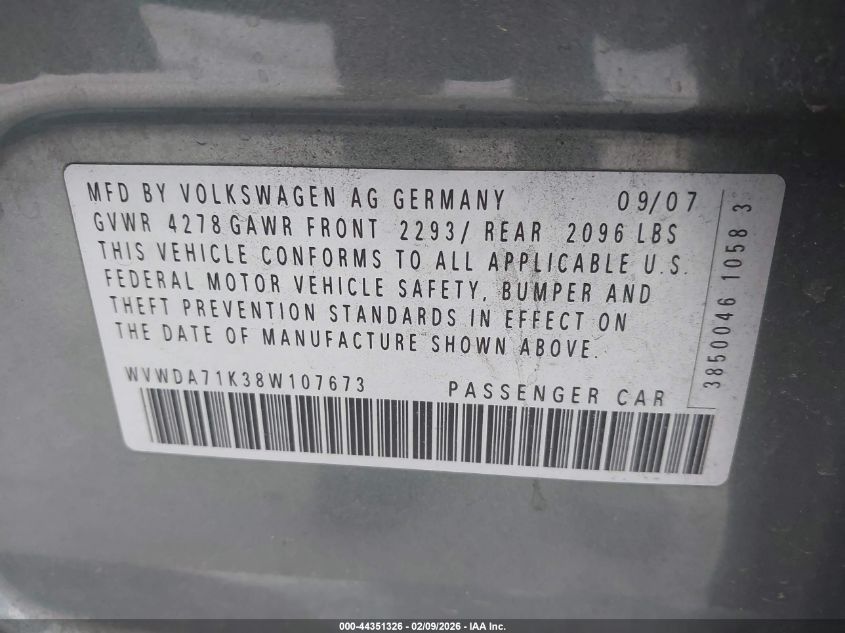 MFD BY VOLKSWAGEN AG GERMANY 09/07
GVWR 4278 GAWR FRONT 2293/ REAR 2096 LBS
THIS VEHICLE CONFORMS TO ALL APPLICABLE U.S.
FEDERAL MOTOR VEHICLE SAFETY, BUMPER AND
THEFT PREVENTION STANDARDS IN EFFECT ON
THE DATE OF MANUFACTURE SHOWN ABOVE.
WVWDA71K38W107673 PASSENGER CAR
3850046 1058 3
000-44351326 - 02/09/2026 - IAA Inc.